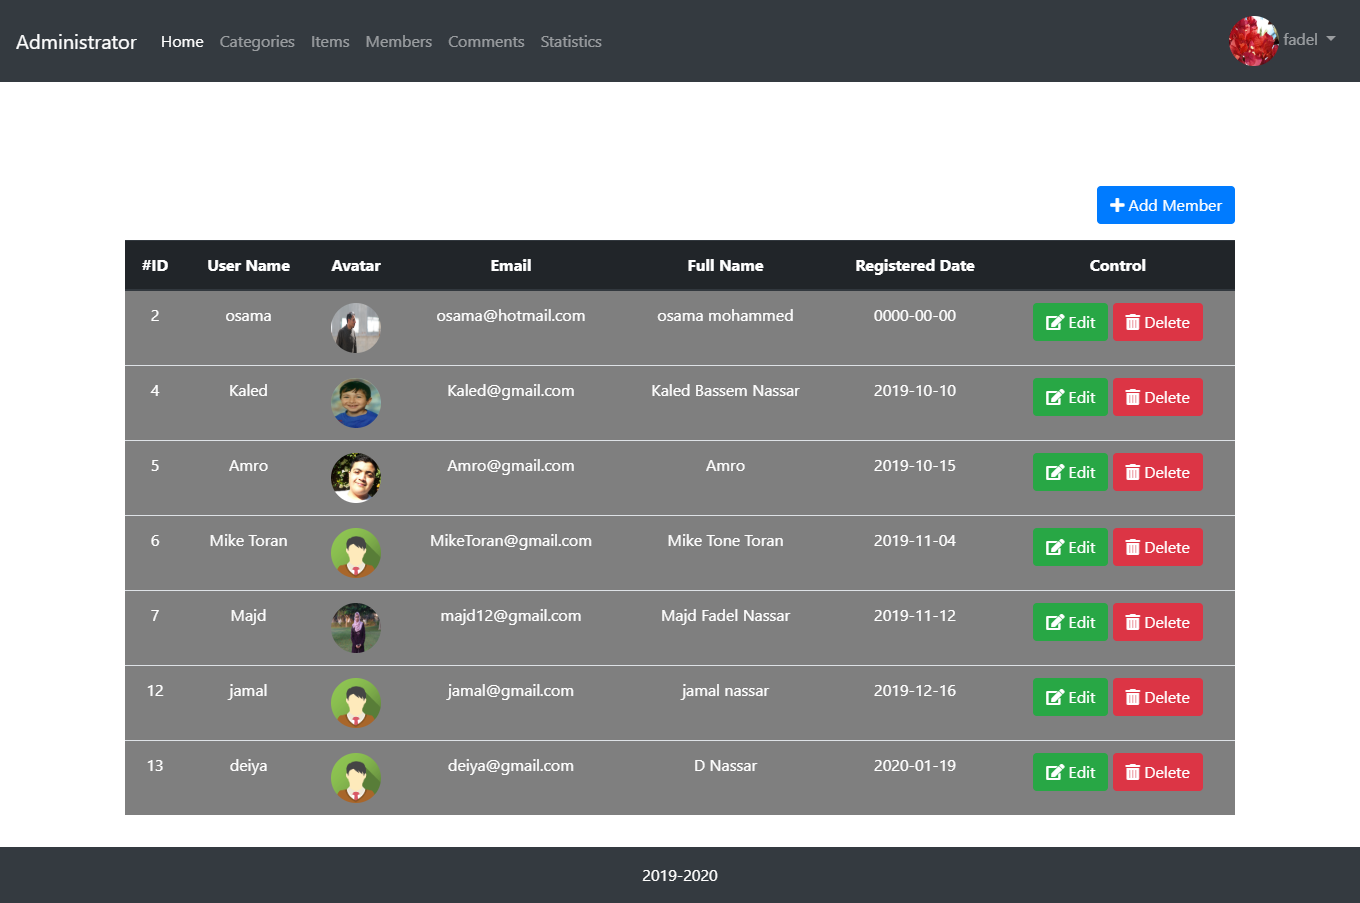 Administrator Home Categories Items Members Comments Statistics fadel
Add Member
#ID User Name Avatar Email Full Name Registered Date Control
2 osama osama@hotmail.com osama mohammed 0000-00-00 Edit Delete
4 Kaled Kaled@gmail.com Kaled Bassem Nassar 2019-10-10 Edit Delete
5 Amro Amro@gmail.com Amro 2019-10-15 Edit Delete
6 Mike Toran MikeToran@gmail.com Mike Tone Toran 2019-11-04 Edit Delete
7 Majd majd12@gmail.com Majd Fadel Nassar 2019-11-12 Edit Delete
12 jamal jamal@gmail.com jamal nassar 2019-12-16 Edit Delete
13 deiya deiya@gmail.com D Nassar 2020-01-19 Edit Delete
2019-2020